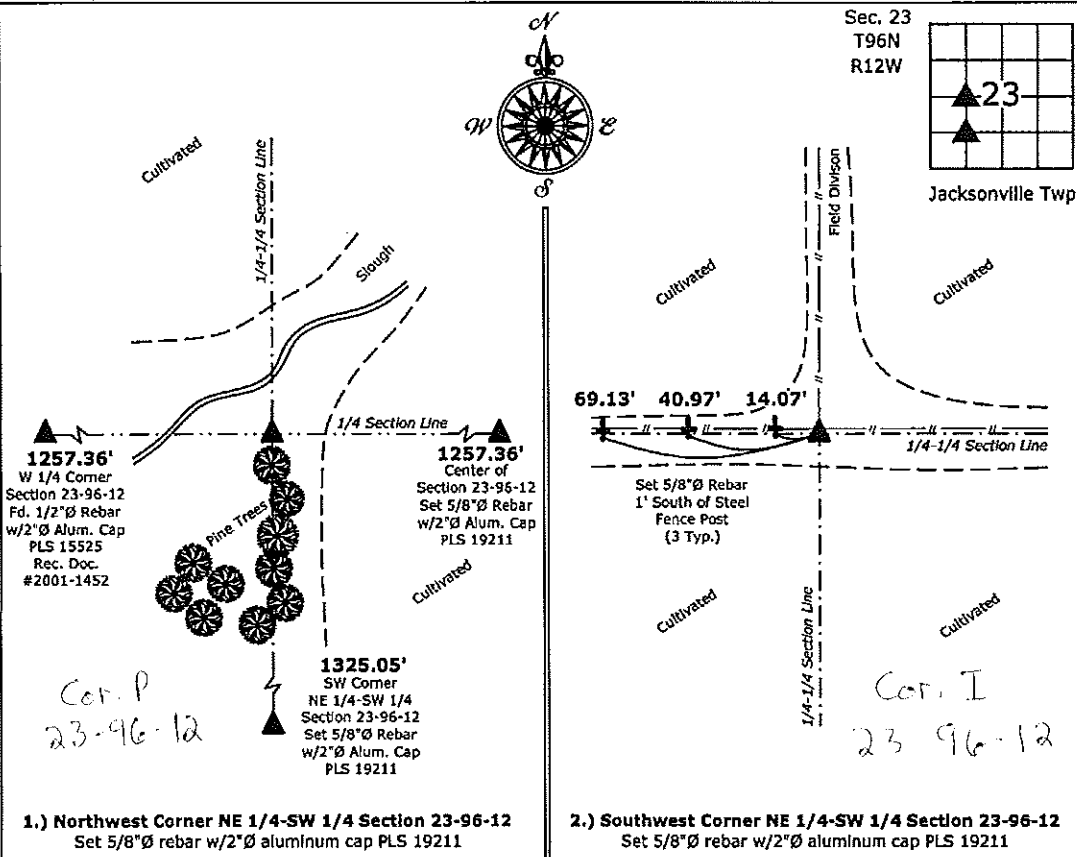 N
W
E
S
Sec. 23
T96N
R12W
23
Jacksonville Twp
Cultivated
1/4-1/4 Section Line
Slough
1/4 Section Line
1257.36'
W 1/4 Corner
Section 23-96-12
Fd. 1/2"Ø Rebar
w/2"Ø Alum. Cap
PLS 15525
Rec. Doc.
#2001-1452
Pine Trees
1257.36'
Center of
Section 23-96-12
Set 5/8"Ø Rebar
w/2"Ø Alum. Cap
PLS 19211
Cultivated
1325.05'
SW Corner
NE 1/4-SW 1/4
Section 23-96-12
Set 5/8"Ø Rebar
w/2"Ø Alum. Cap
PLS 19211
Cor. P
23-96-12
1.) Northwest Corner NE 1/4-SW 1/4 Section 23-96-12
Set 5/8"Ø rebar w/2"Ø aluminum cap PLS 19211
Field Divison
Cultivated
Cultivated
69.13' 40.97' 14.07'
1/4-1/4 Section Line
Set 5/8"Ø Rebar
1' South of Steel
Fence Post
(3 Typ.)
Cultivated
Cultivated
1/4-1/4 Section Line
Cor. I
23 96-12
2.) Southwest Corner NE 1/4-SW 1/4 Section 23-96-12
Set 5/8"Ø rebar w/2"Ø aluminum cap PLS 19211